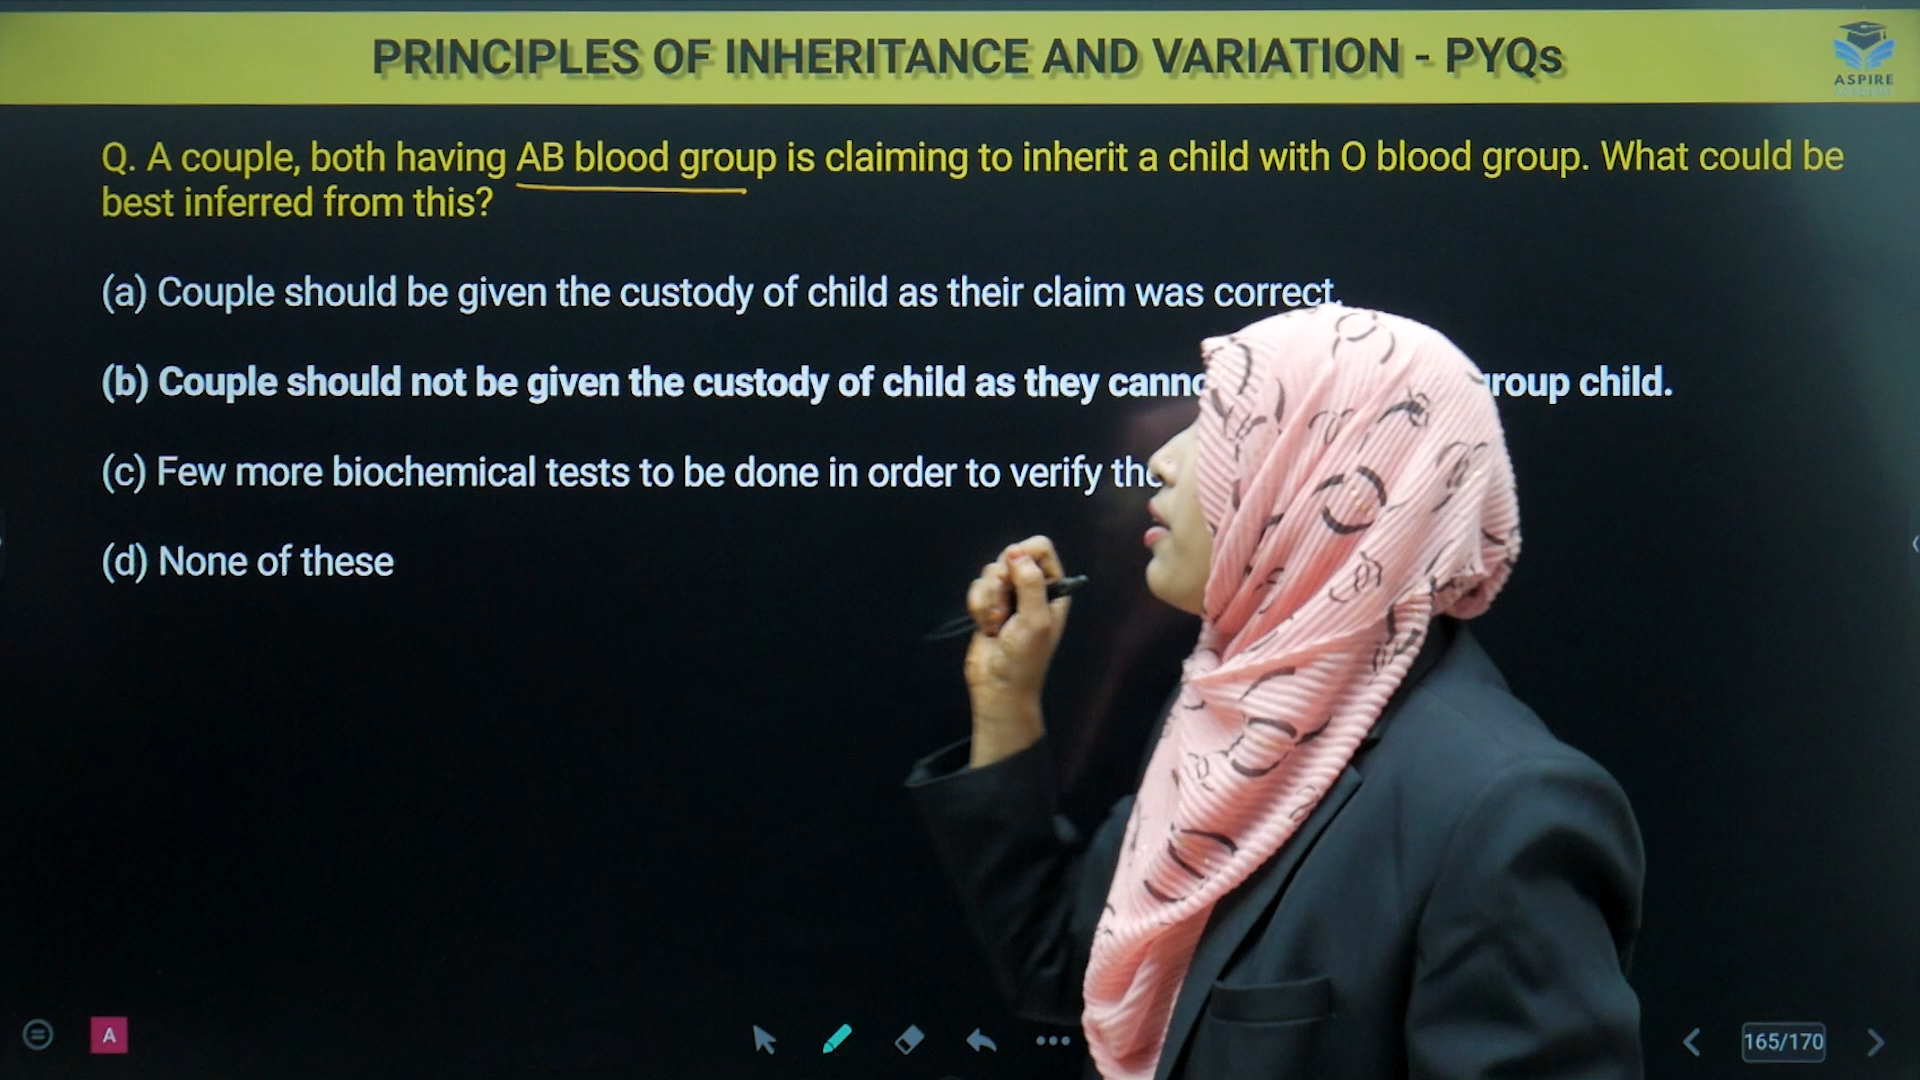 PRINCIPLES OF INHERITANCE AND VARIATION - PYQs
ASPIRE
Q. A couple, both having AB blood group is claiming to inherit a child with O blood group. What could be
best inferred from this?
(a) Couple should be given the custody of child as their claim was correct.
(b) Couple should not be given the custody of child as they group child.
(c) Few more biochemical tests to be done in order to verify
(d) None of these
A
165/170